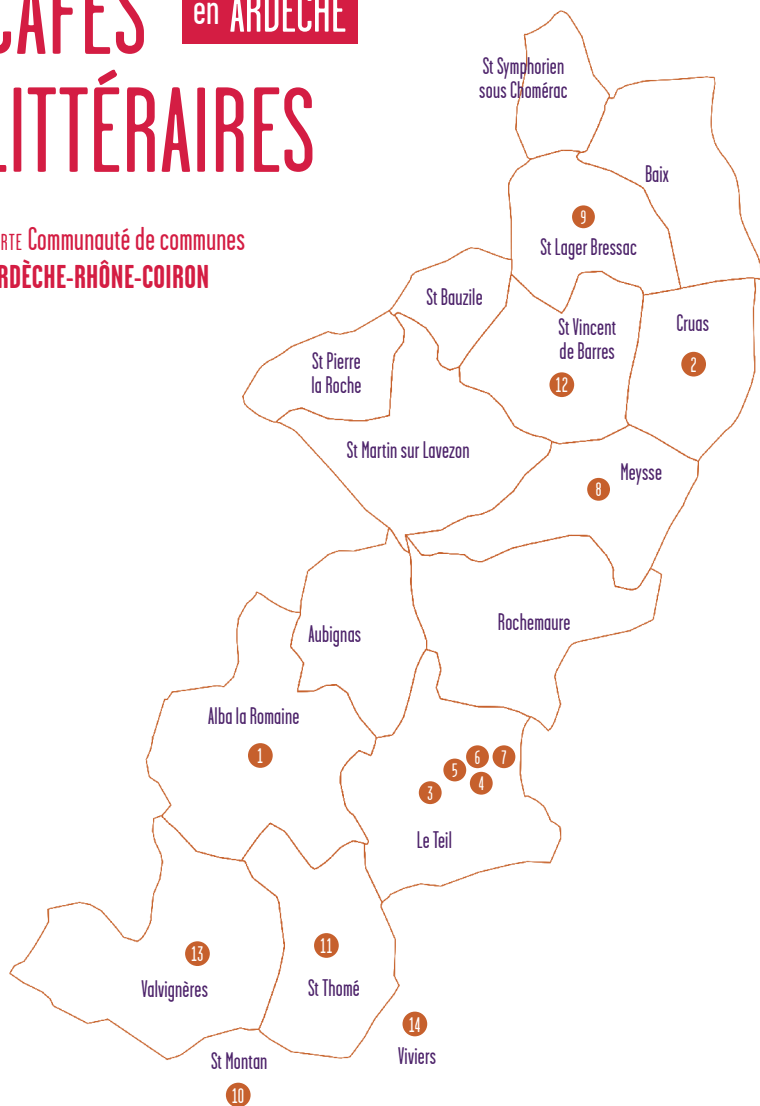 CAFÉS en ARDÈCHE
LITTÉRAIRES
RTE Communauté de communes
RDÈCHE-RHÔNE-COIRON
St Symphorien
sous Chomérac
Baix
9
St Lager Bressac
St Bauzile
St Vincent
de Barres
12
Cruas
2
St Pierre
la Roche
St Martin sur Lavezon
Meysse
8
Rochemaure
Aubignas
Alba la Romaine
1
6
7
5
4
3
Le Teil
13
Valvignères
11
St Thomé
14
Viviers
St Montan
10